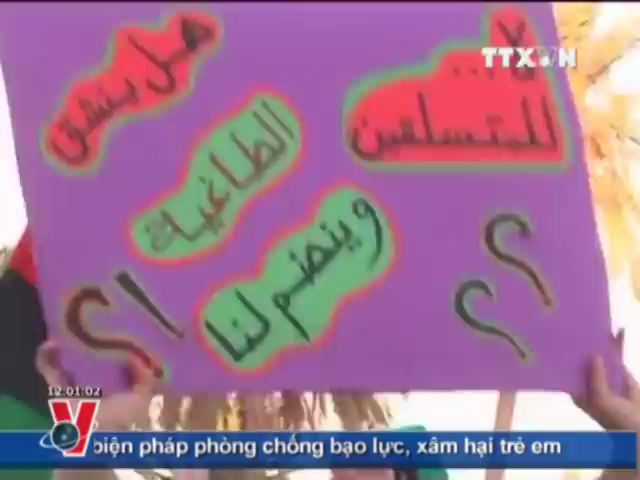 TTXVN
لا...
للمتسلقين
هل ينشق
الطاغية
وينضم لنا
؟!
؟
؟
12:01:02
V
biện pháp phòng chống bạo lực, xâm hại trẻ em